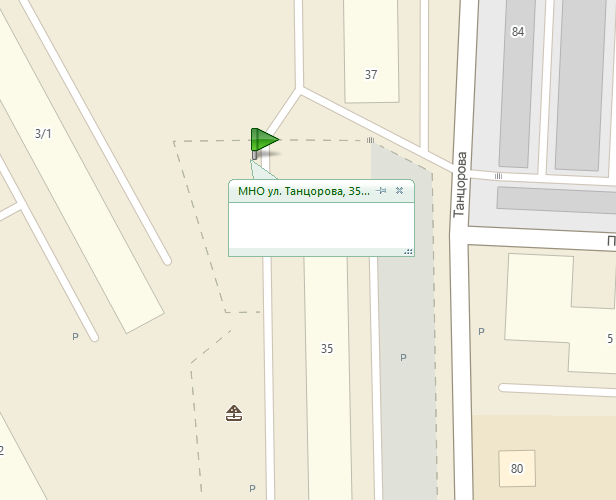 84
37
3/1
Танцорова
МНО ул. Танцорова, 35...
П
P
35
P
P
5
2
80
P